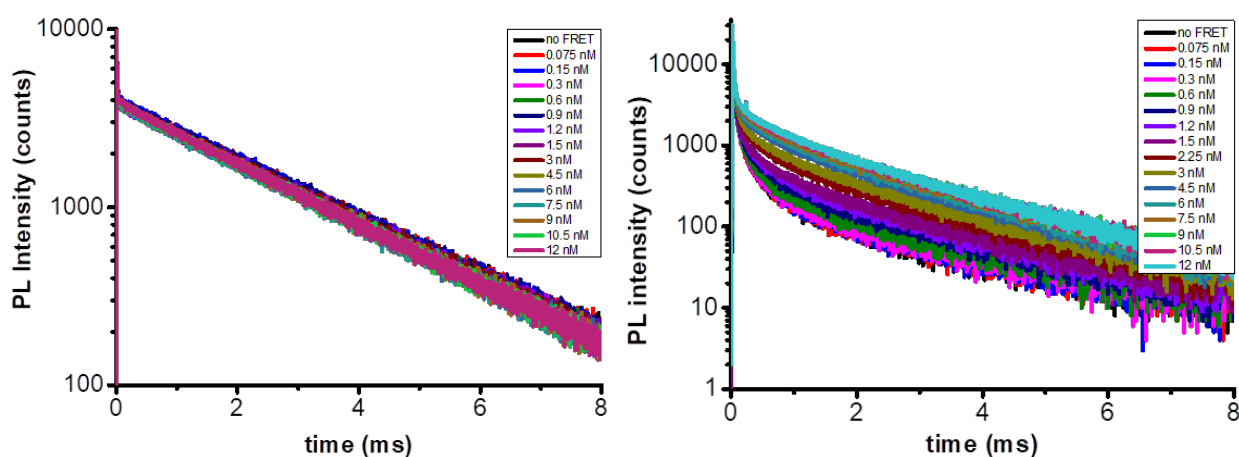 10000
1000
100
PL Intensity (counts)
0 2 4 6 8
time (ms)
no FRET
0.075 nM
0.15 nM
0.3 nM
0.6 nM
0.9 nM
1.2 nM
1.5 nM
3 nM
4.5 nM
6 nM
7.5 nM
9 nM
10.5 nM
12 nM
10000
1000
100
10
1
PL intensity (counts)
0 2 4 6 8
time (ms)
no FRET
0.075 nM
0.15 nM
0.3 nM
0.6 nM
0.9 nM
1.2 nM
1.5 nM
2.25 nM
3 nM
4.5 nM
6 nM
7.5 nM
9 nM
10.5 nM
12 nM